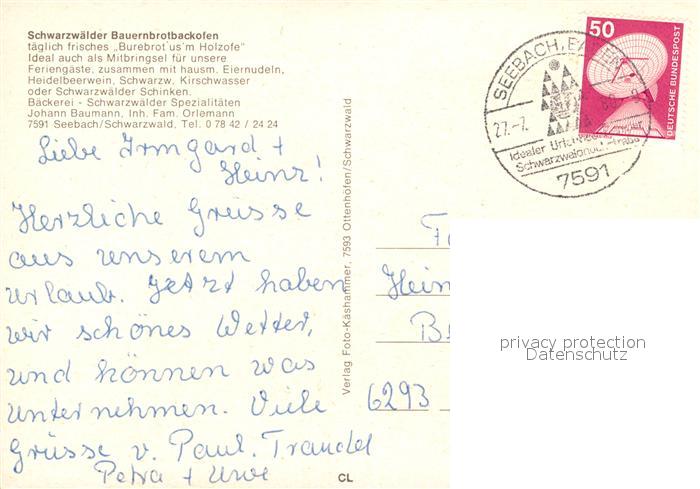 Schwarzwälder Bauernbrotbackofen
täglich frisches „Burebrot'us'm Holzofe"
Ideal auch als Mitbringsel für unsere
Feriengäste, zusammen mit hausm. Eiernudeln,
Heidelbeerwein, Schwarzw. Kirschwasser
oder Schwarzwälder Schinken.
Bäckerei - Schwarzwälder Spezialitäten
Johann Baumann, Inh. Fam. Orlemann
7591 Seebach/Schwarzwald, Tel. 0 78 42 / 24 24
Liebe Irmgard +
Heinz!
Herzliche Grüsse
aus unserem
Urlaub. Jetzt haben
wir schönes Wetter,
und können was
unternehmen. Viele
Grüsse v. Paul, Traudel
Petra + Uwe
Verlag Foto-Käshammer, 7593 Ottenhöfen/Schwarzwald
CL
SEEBACH,
27.-7.
Idealer
7591
50
DEUTSCHE BUNDESPOST
Hein
6293
privacy protection
Datenschutz